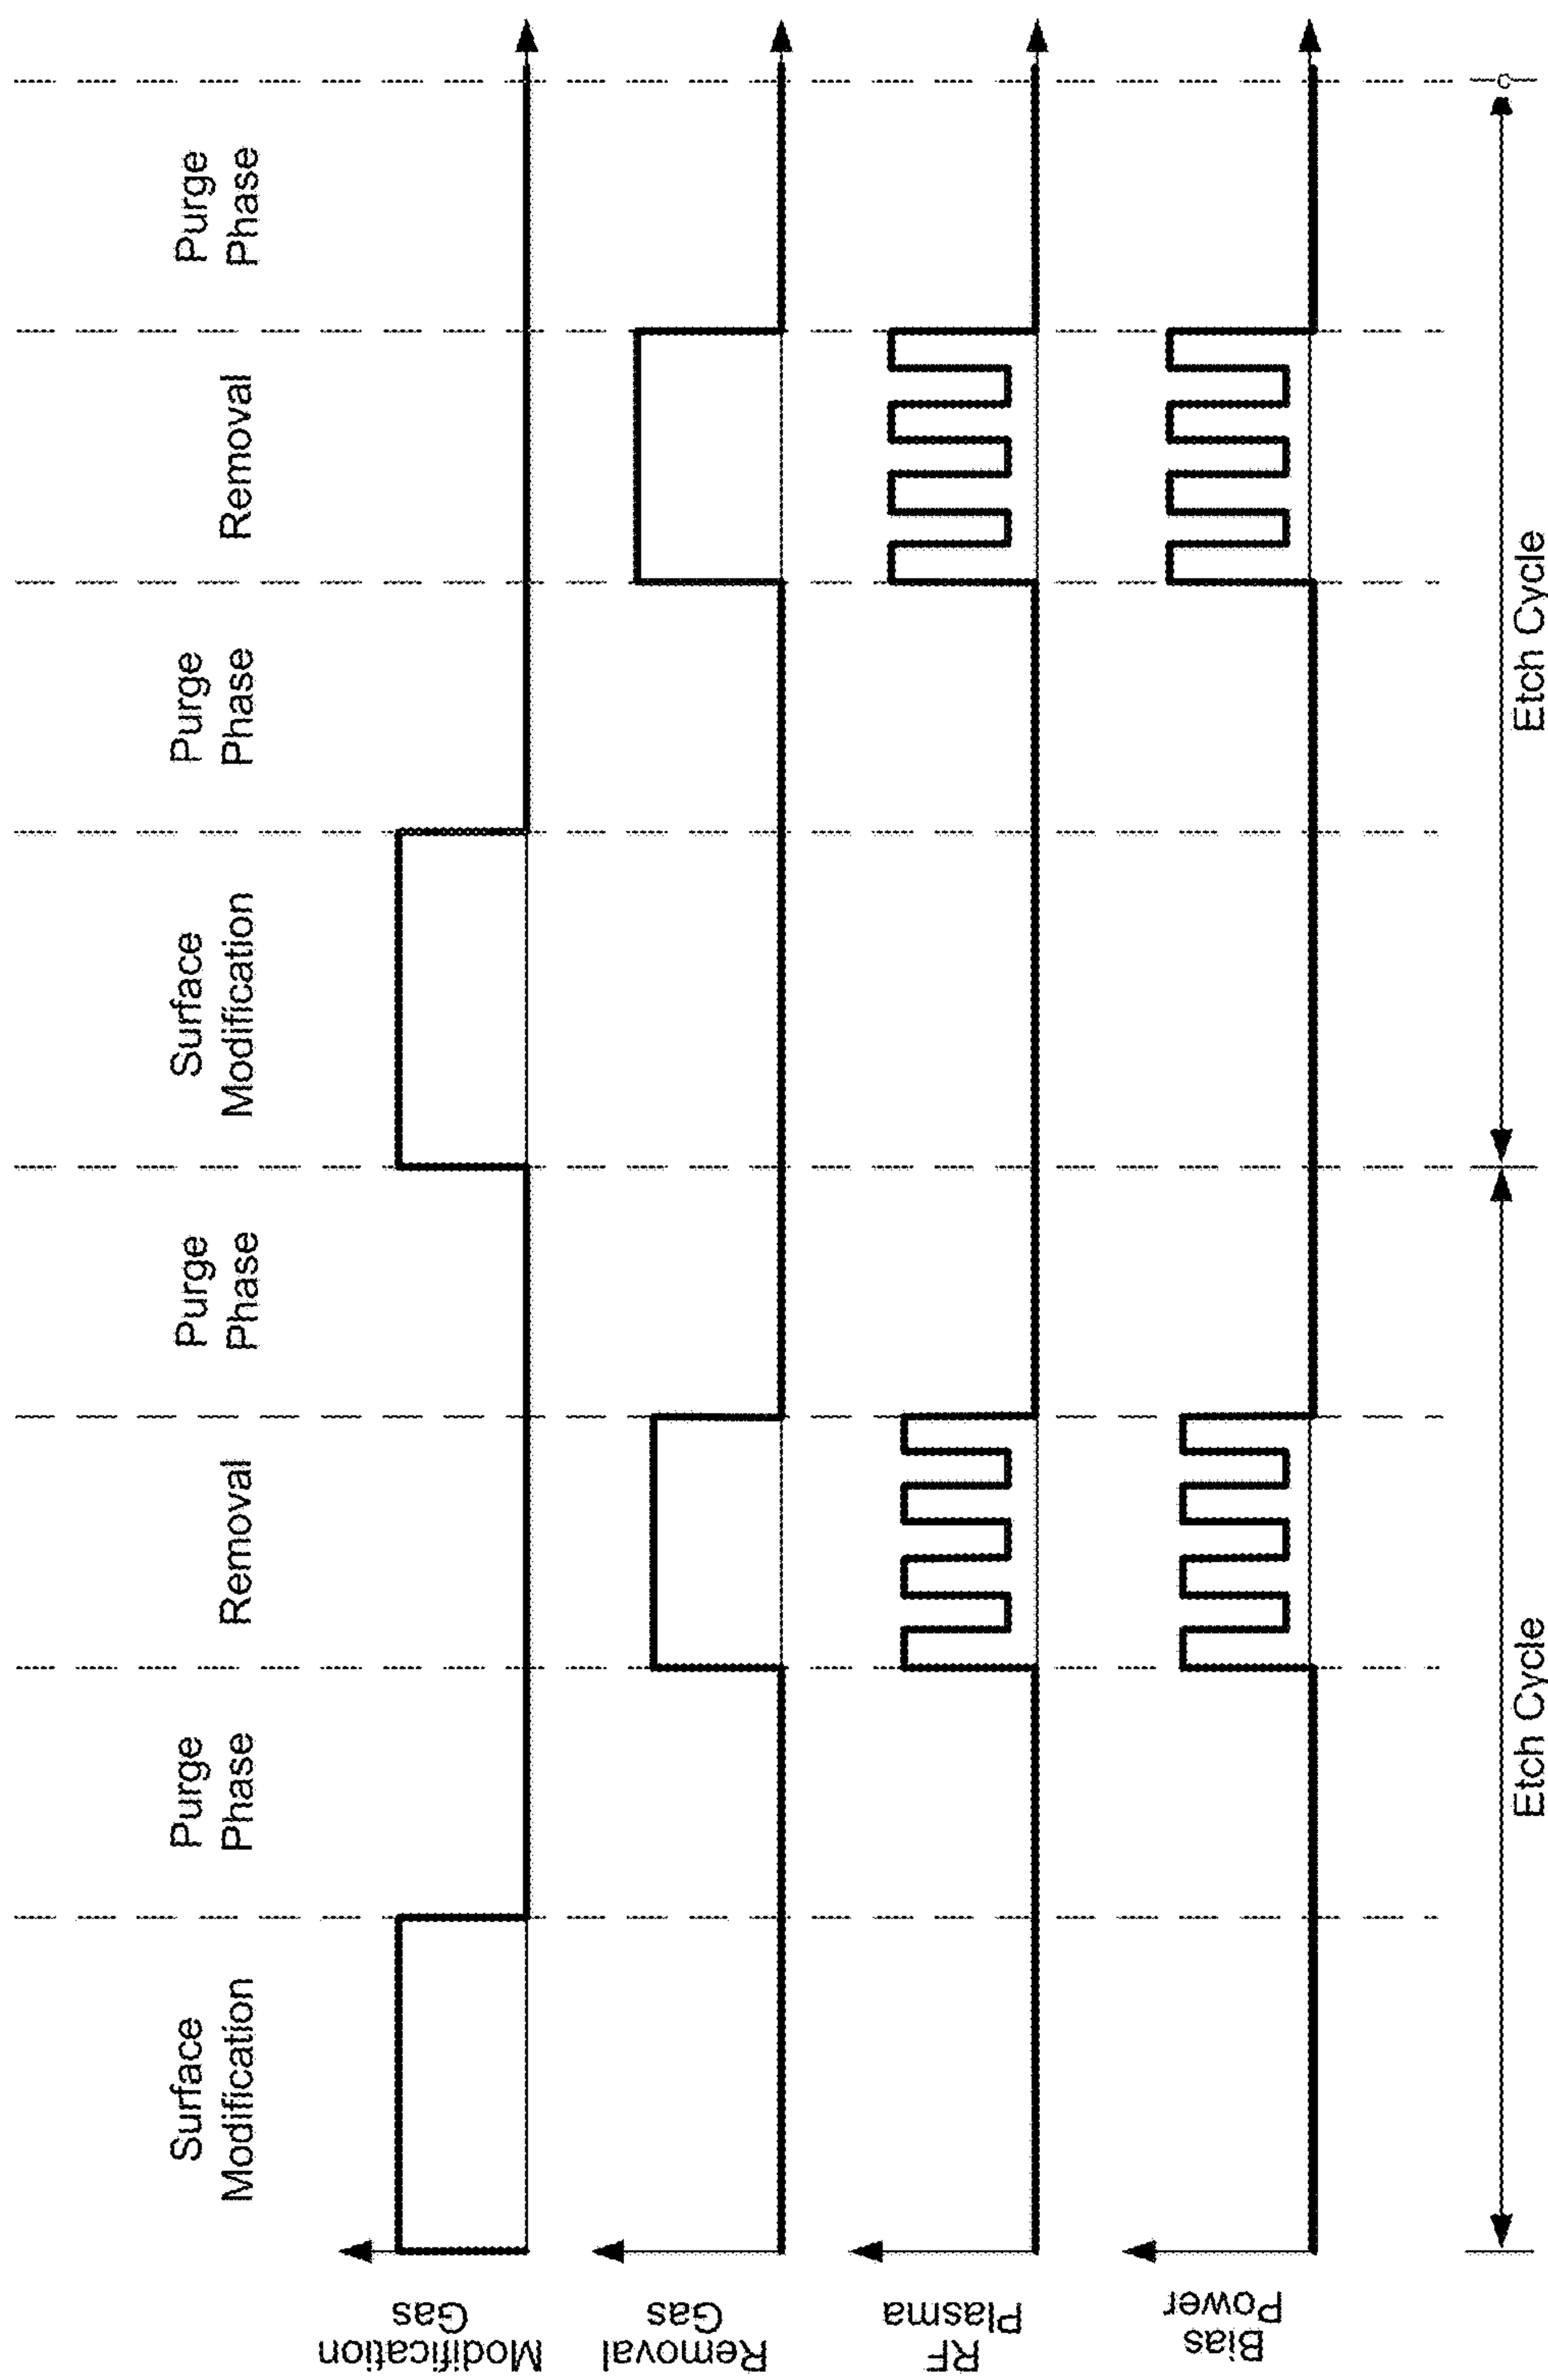 Surface
Modification
Purge
Phase
Removal
Purge
Phase
Surface
Modification
Purge
Phase
Removal
Purge
Phase
Modification
Gas
Removal
Gas
RF
Plasma
Bias
Power
Etch Cycle
Etch Cycle